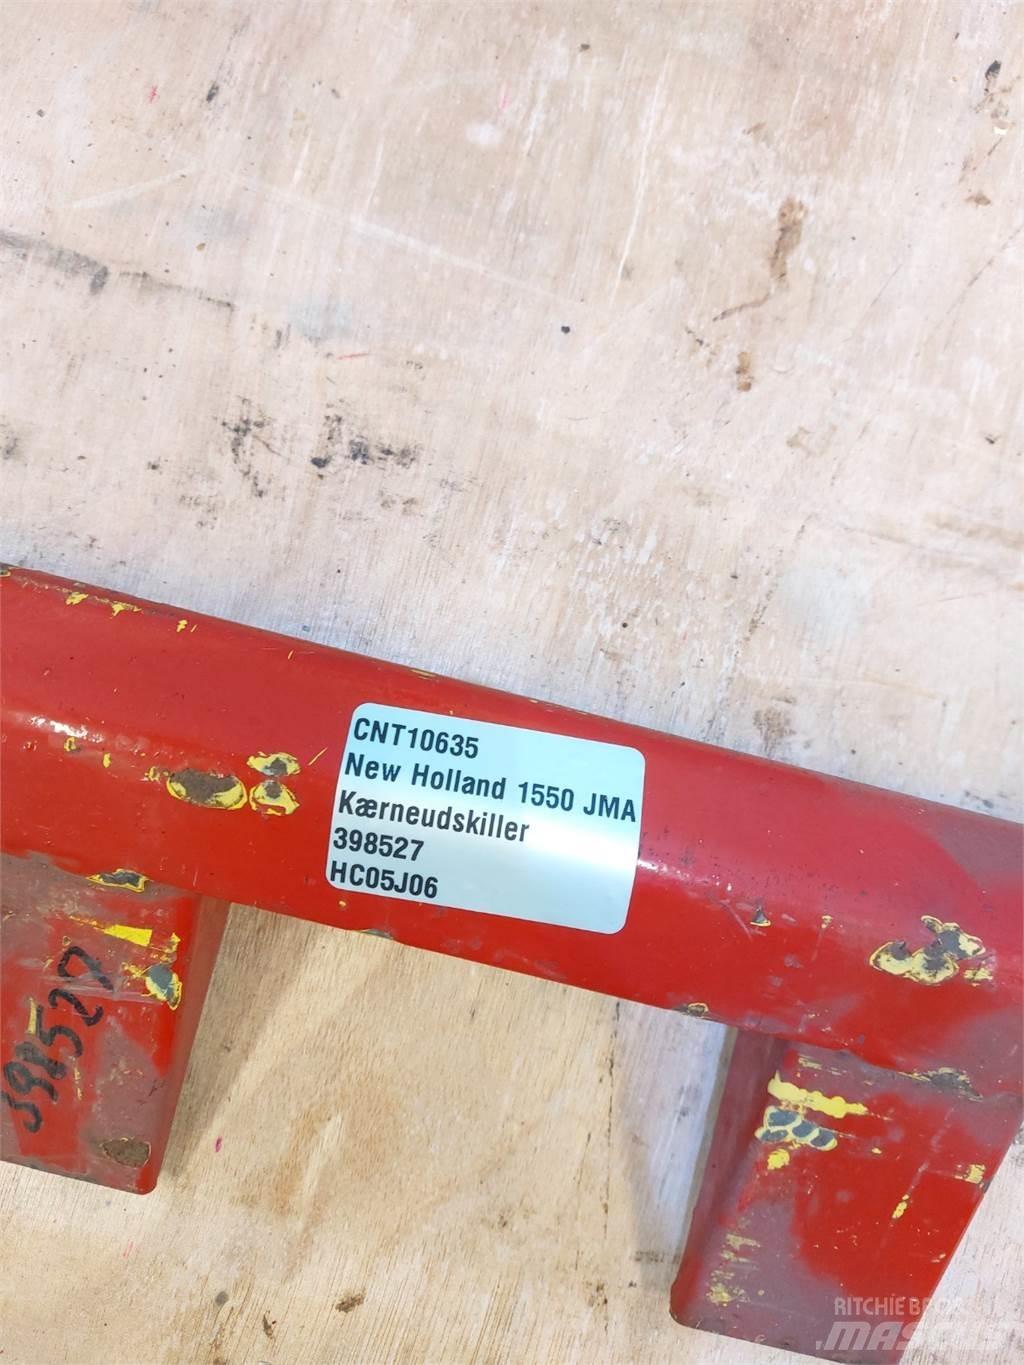 CNT10635
New Holland 1550 JMA
Kærneudskiller
398527
HC05J06
398527
RITCHIE BROS.
MASCUS